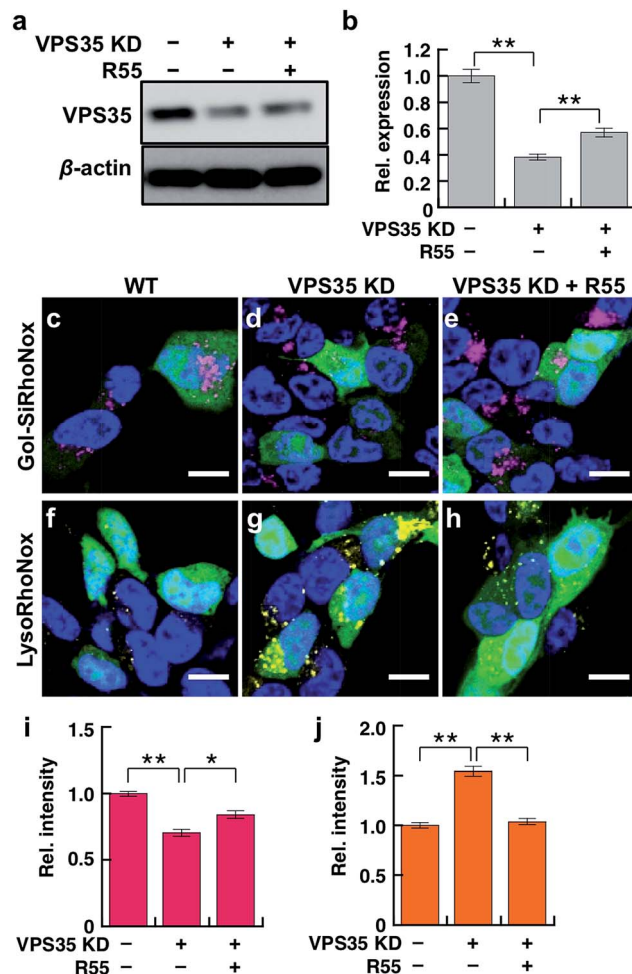 a
VPS35 KD – + +
R55 – – +
VPS35
β-actin
b
Rel. expression
1.2
1.0
0.8
0.6
0.4
0.2
0
**
**
VPS35 KD – + +
R55 – – +
WT VPS35 KD VPS35 KD + R55
Gol-SiRhoNox
c d e
LysoRhoNox
f g h
i
Rel. intensity
1.5
1.0
0.5
0
** *
VPS35 KD – + +
R55 – – +
j
Rel. intensity
2.0
1.5
1.0
0.5
0
** **
VPS35 KD – + +
R55 – – +